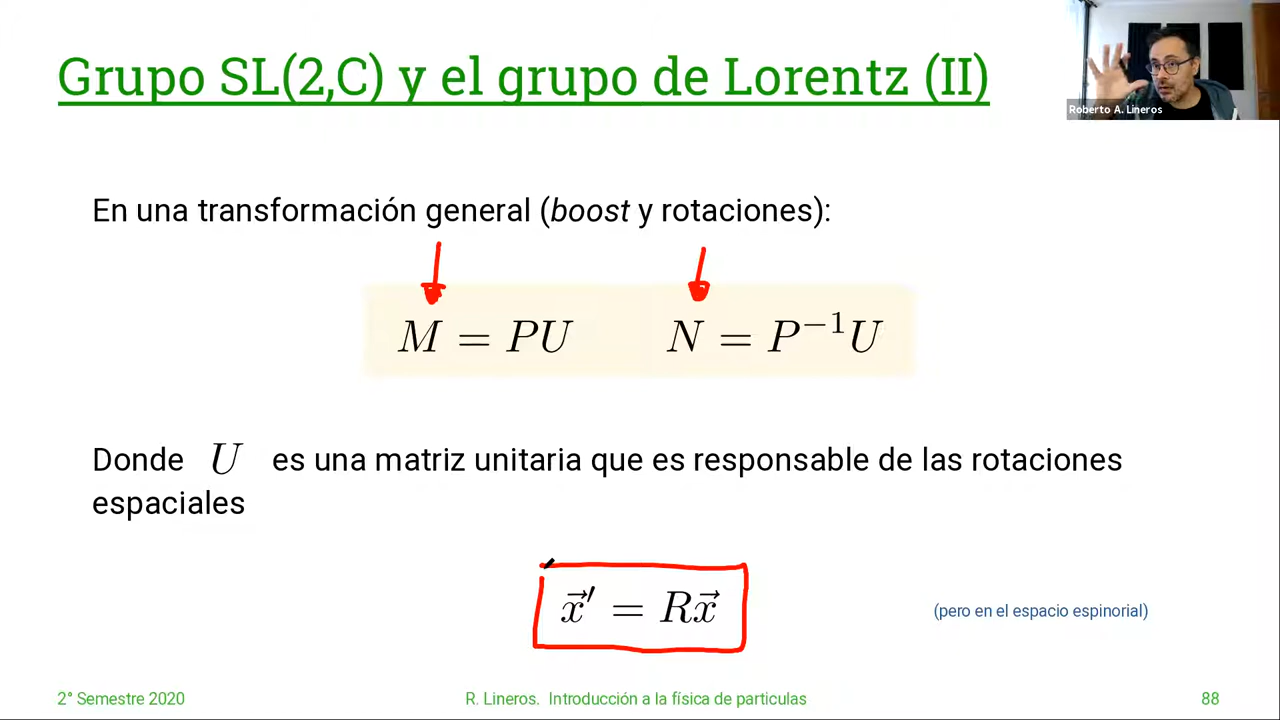 Grupo SL(2,C) y el grupo de Lorentz (II)
Roberto A. Lineros
En una transformación general (boost y rotaciones):
M = PU N = P⁻¹U
Donde U es una matriz unitaria que es responsable de las rotaciones
espaciales
x⃗′ = Rx⃗
(pero en el espacio espinorial)
2° Semestre 2020 R. Lineros. Introducción a la física de particulas 88